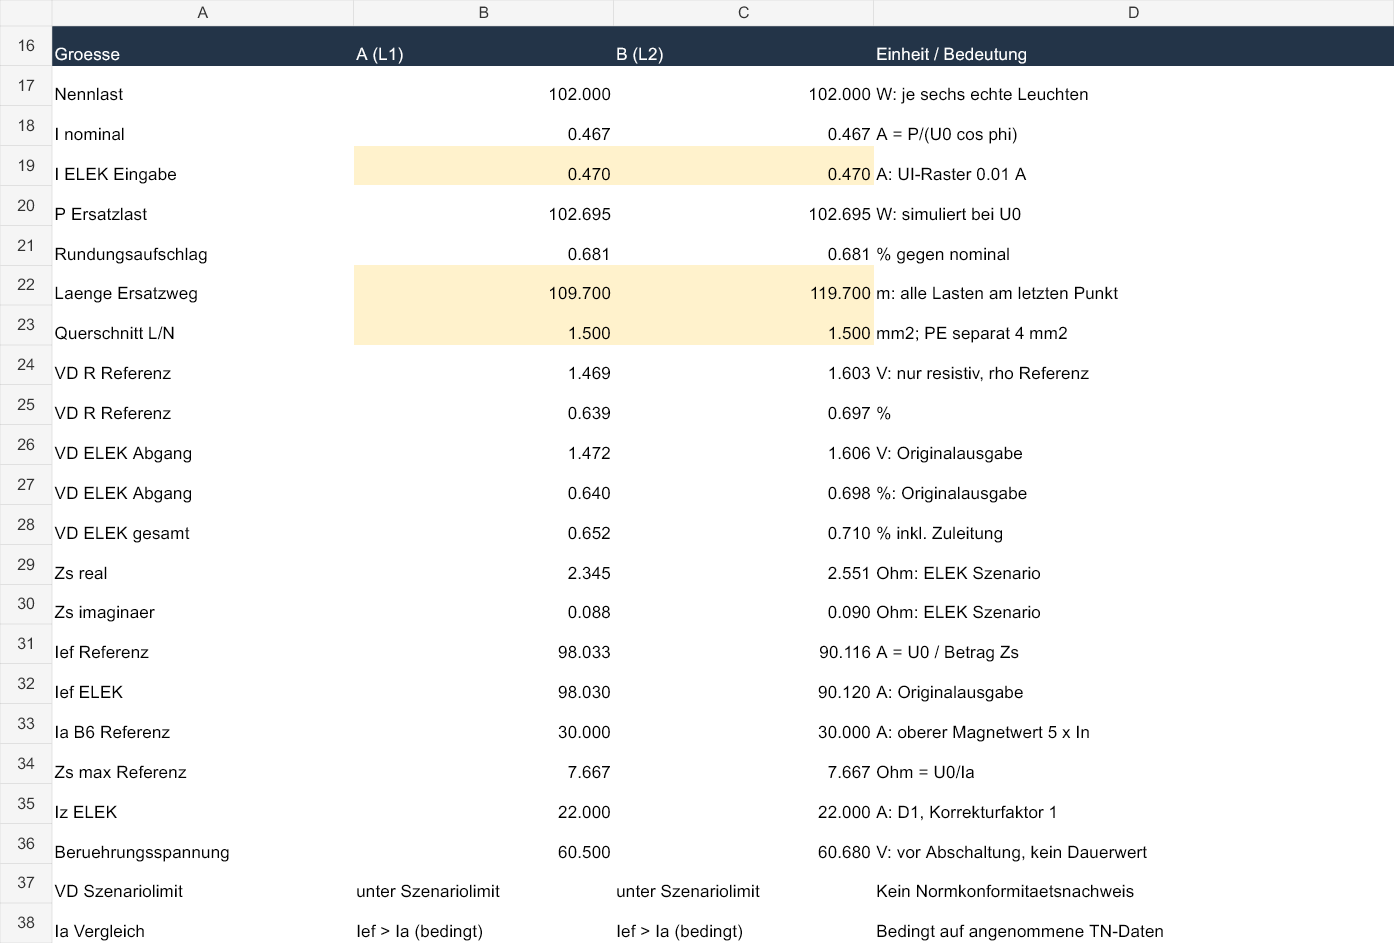 A B C D
16 Groesse A (L1) B (L2) Einheit / Bedeutung
17 Nennlast 102.000 102.000 W: je sechs echte Leuchten
18 I nominal 0.467 0.467 A = P/(U0 cos phi)
19 I ELEK Eingabe 0.470 0.470 A: UI-Raster 0.01 A
20 P Ersatzlast 102.695 102.695 W: simuliert bei U0
21 Rundungsaufschlag 0.681 0.681 % gegen nominal
22 Laenge Ersatzweg 109.700 119.700 m: alle Lasten am letzten Punkt
23 Querschnitt L/N 1.500 1.500 mm2; PE separat 4 mm2
24 VD R Referenz 1.469 1.603 V: nur resistiv, rho Referenz
25 VD R Referenz 0.639 0.697 %
26 VD ELEK Abgang 1.472 1.606 V: Originalausgabe
27 VD ELEK Abgang 0.640 0.698 %: Originalausgabe
28 VD ELEK gesamt 0.652 0.710 % inkl. Zuleitung
29 Zs real 2.345 2.551 Ohm: ELEK Szenario
30 Zs imaginaer 0.088 0.090 Ohm: ELEK Szenario
31 Ief Referenz 98.033 90.116 A = U0 / Betrag Zs
32 Ief ELEK 98.030 90.120 A: Originalausgabe
33 Ia B6 Referenz 30.000 30.000 A: oberer Magnetwert 5 x In
34 Zs max Referenz 7.667 7.667 Ohm = U0/Ia
35 Iz ELEK 22.000 22.000 A: D1, Korrekturfaktor 1
36 Beruehrungsspannung 60.500 60.680 V: vor Abschaltung, kein Dauerwert
37 VD Szenariolimit unter Szenariolimit unter Szenariolimit Kein Normkonformitaetsnachweis
38 Ia Vergleich Ief > Ia (bedingt) Ief > Ia (bedingt) Bedingt auf angenommene TN-Daten